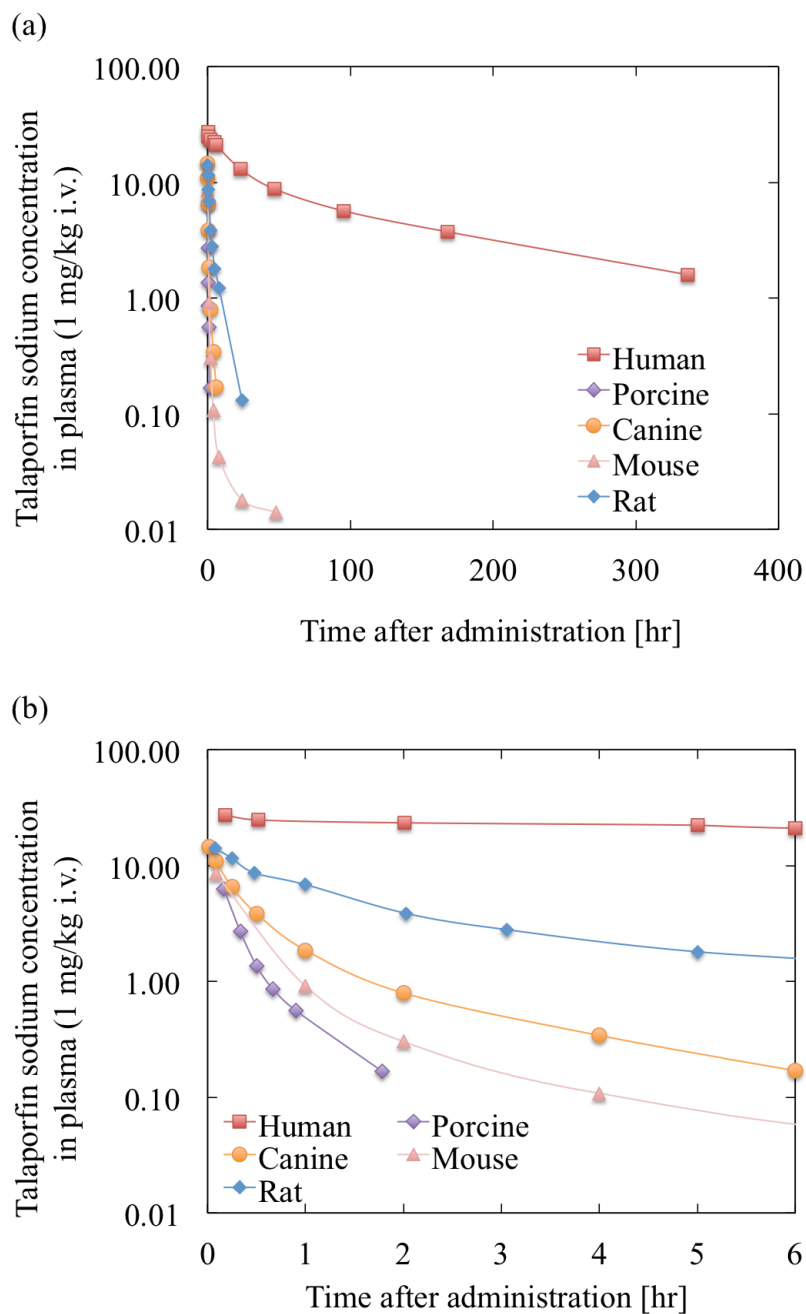 (a)
Talaporfin sodium concentration
in plasma (1 mg/kg i.v.)
100.00
10.00
1.00
0.10
0.01
Human
Porcine
Canine
Mouse
Rat
0 100 200 300 400
Time after administration [hr]
(b)
Talaporfin sodium concentration
in plasma (1 mg/kg i.v.)
100.00
10.00
1.00
0.10
0.01
Human Porcine
Canine Mouse
Rat
0 1 2 3 4 5 6
Time after administration [hr]